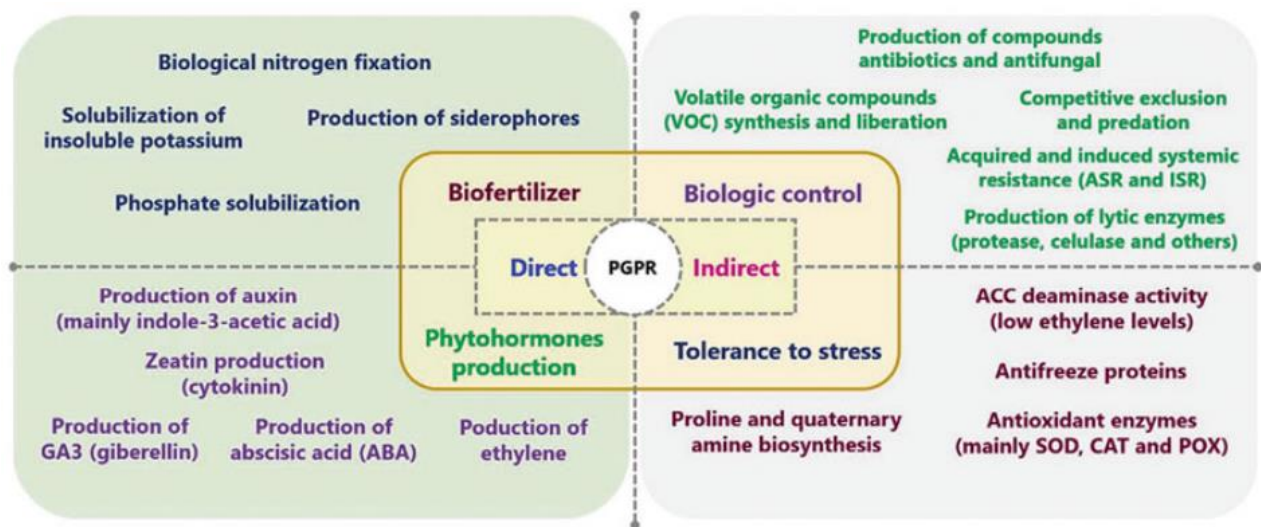 Biological nitrogen fixation
Solubilization of
insoluble potassium
Production of siderophores
Phosphate solubilization
Biofertilizer
Production of compounds
antibiotics and antifungal
Volatile organic compounds
(VOC) synthesis and liberation
Competitive exclusion
and predation
Acquired and induced systemic
resistance (ASR and ISR)
Production of lytic enzymes
(protease, celulase and others)
Biologic control
Direct
PGPR
Indirect
Production of auxin
(mainly indole-3-acetic acid)
Zeatin production
(cytokinin)
Production of
GA3 (giberellin)
Production of
abscisic acid (ABA)
Poduction of
ethylene
Phytohormones
production
Tolerance to stress
ACC deaminase activity
(low ethylene levels)
Antifreeze proteins
Proline and quaternary
amine biosynthesis
Antioxidant enzymes
(mainly SOD, CAT and POX)